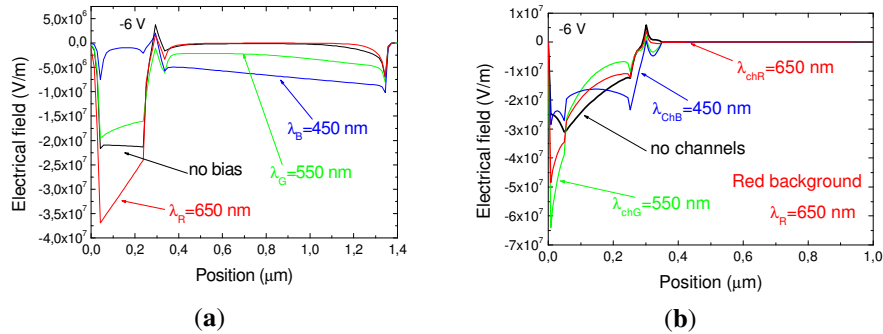 -6 V
5,0x10⁶
0,0
-5,0x10⁶
-1,0x10⁷
-1,5x10⁷
-2,0x10⁷
-2,5x10⁷
-3,0x10⁷
-3,5x10⁷
-4,0x10⁷
Electrical field (V/m)
λB=450 nm
no bias
λG=550 nm
λR=650 nm
0,0 0,2 0,4 0,6 0,8 1,0 1,2 1,4
Position (μm)
(a)
-6 V
1x10⁷
0
-1x10⁷
-2x10⁷
-3x10⁷
-4x10⁷
-5x10⁷
-6x10⁷
-7x10⁷
Electrical field (V/m)
λchR=650 nm
λChB=450 nm
no channels
Red background
λchG=550 nm
λR=650 nm
0,0 0,2 0,4 0,6 0,8 1,0
Position (μm)
(b)